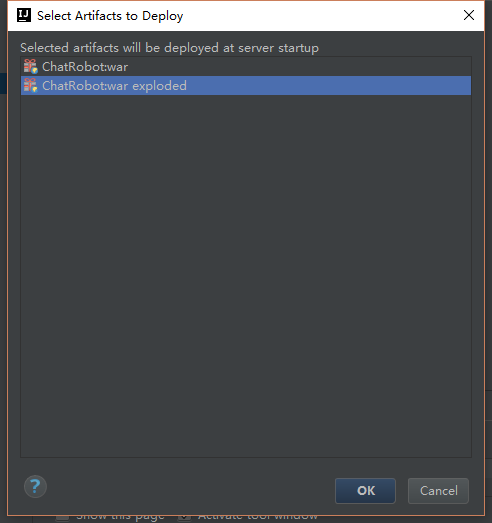 IJ Select Artifacts to Deploy
Selected artifacts will be deployed at server startup
ChatRobot:war
ChatRobot:war exploded
?
OK
Cancel
Show this page
Activate tool window